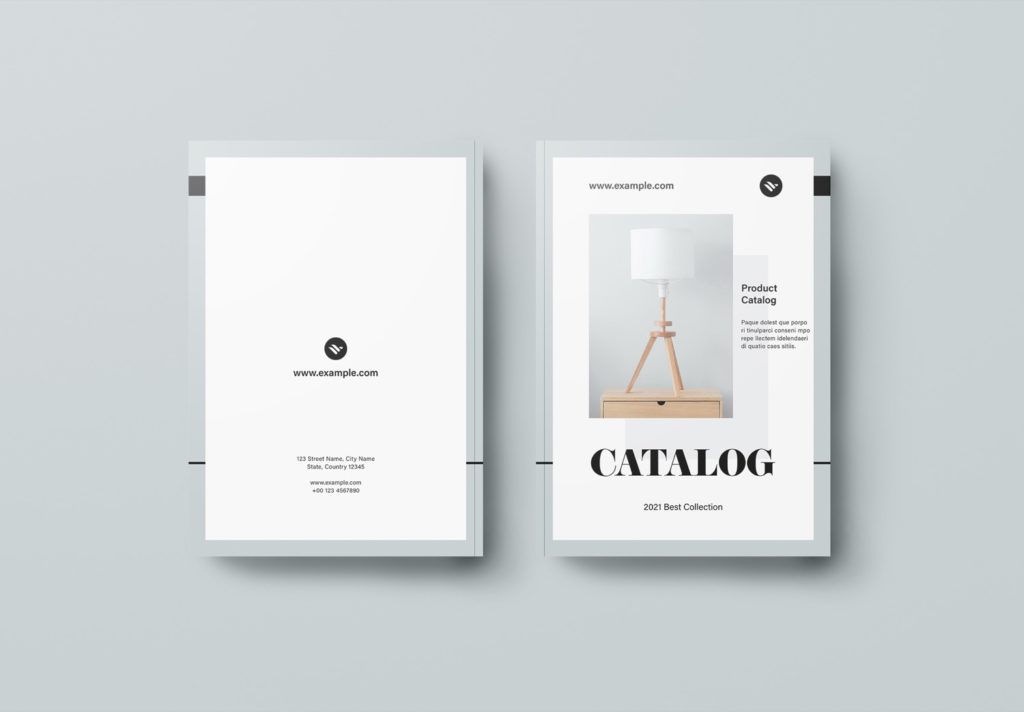 www.example.com
123 Street Name, City Name
State, Country 12345
www.example.com
+00 123 4567890
www.example.com
Product
Catalog
Paque dolest que porpo
ri tinulparci conseni mpo
repe llectem idelendaeri
di quatio caes sitiis.
CATALOG
2021 Best Collection